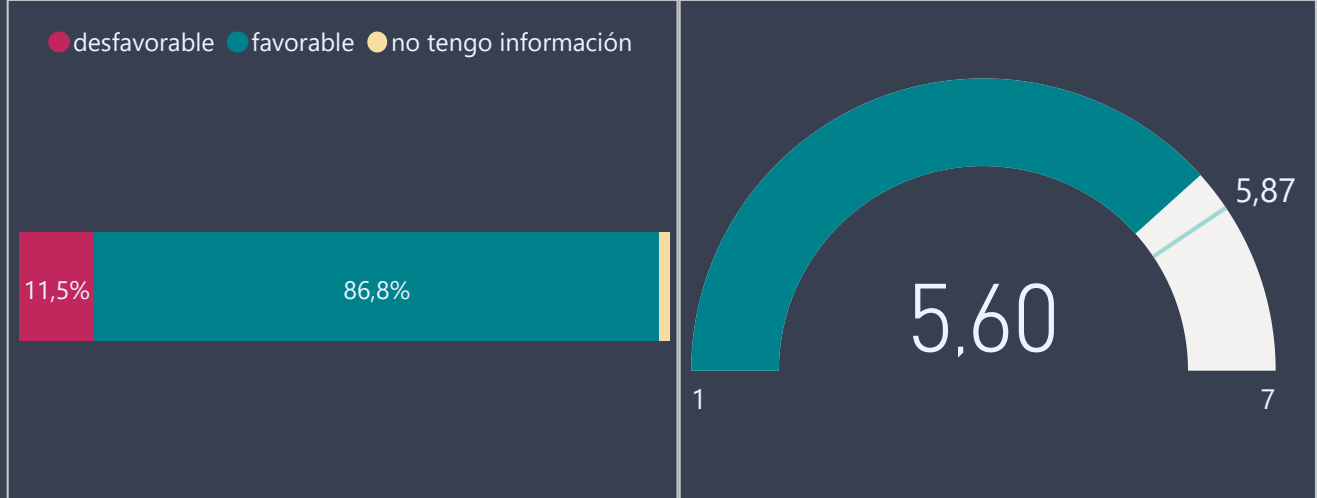 desfavorable favorable no tengo información
11,5% 86,8%
5,87
5,60
1 7